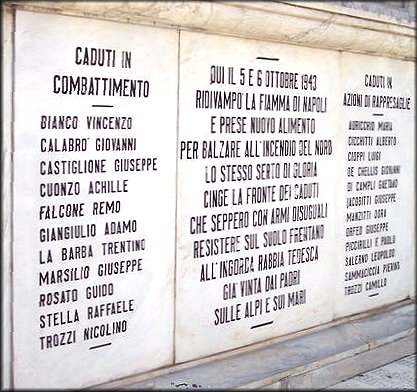 CADUTI IN
COMBATTIMENTO
BIANCO VINCENZO
CALABRO' GIOVANNI
CASTIGLIONE GIUSEPPE
CUONZO ACHILLE
FALCONE REMO
GIANGIULIO ADAMO
LA BARBA TRENTINO
MARSILIO GIUSEPPE
ROSATO GUIDO
STELLA RAFFAELE
TROZZI NICOLINO
QUI IL 5 E 6 OTTOBRE 1943
RIDIVAMPO' LA FIAMMA DI NAPOLI
E PRESE NUOVO ALIMENTO
PER BALZARE ALL'INCENDIO DEL NORD
LO STESSO SERTO DI GLORIA
CINGE LA FRONTE DEI CADUTI
CHE SEPPERO CON ARMI DISUGUALI
RESISTERE SUL SUOLO FRENTANO
ALL'INGORDA RABBIA TEDESCA
GIA' VINTA DAI PADRI
SULLE ALPI E SUI MARI
CADUTI IN
AZIONI DI RAPPRESAGLIE
AURICCHIO MARIA
CICCHITTI ALBERTO
CIOPPI LUIGI
DE CHELLIS GIOVANNI
DI CAMPLI GAETANO
JACOBITTI GIUSEPPE
MANZITTI DORA
ORFEO GIUSEPPE
PICCIRILLI E PAOLO
SALERNO LEOPOLDO
SAMMACICCIA PIERINO
TROZZI CAMILLO